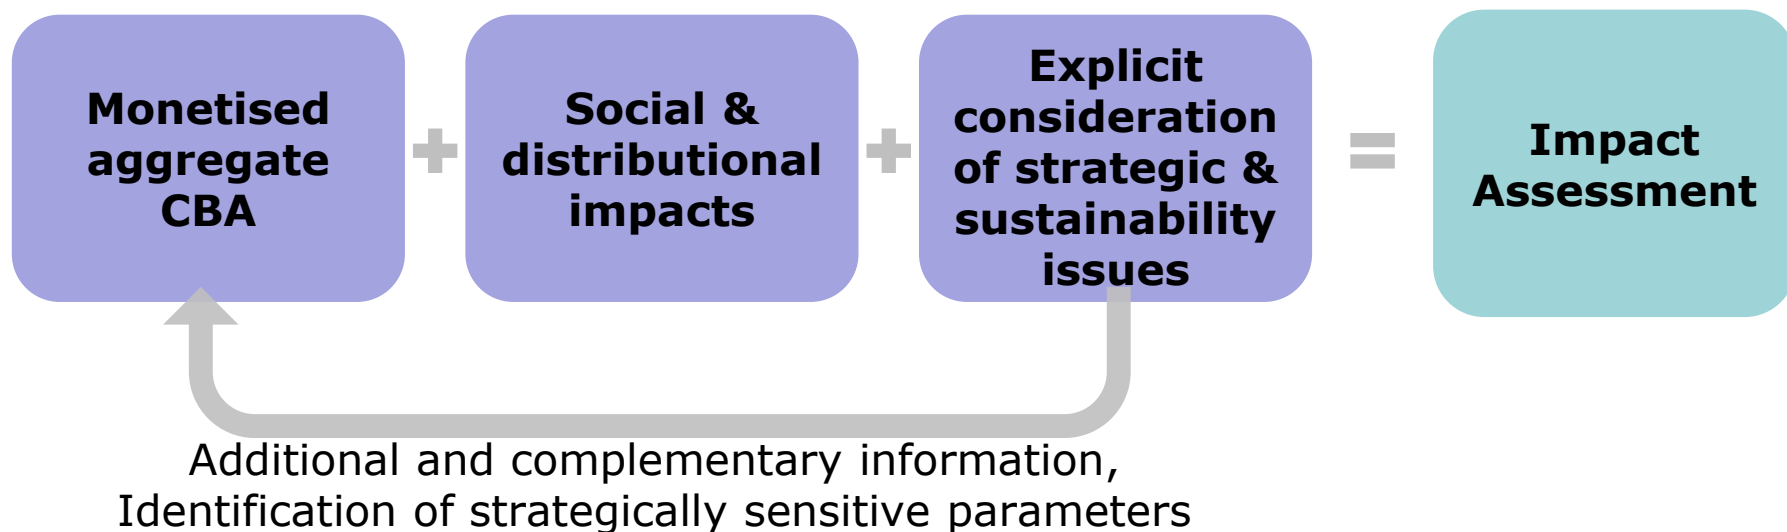 Monetised
aggregate
CBA
Social &
distributional
impacts
Explicit
consideration
of strategic &
sustainability
issues
Impact
Assessment
Additional and complementary information,
Identification of strategically sensitive parameters